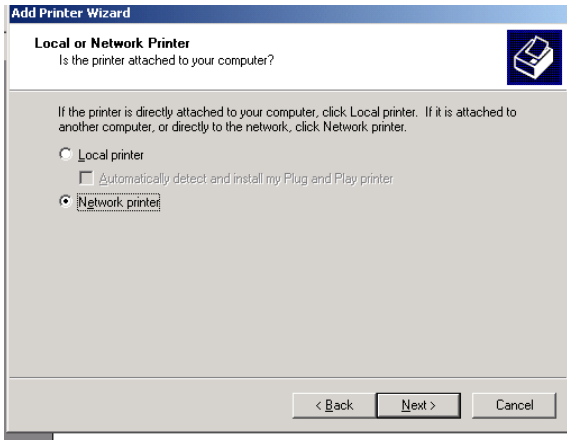 Add Printer Wizard
Local or Network Printer
Is the printer attached to your computer?
If the printer is directly attached to your computer, click Local printer.  If it is attached to
another computer, or directly to the network, click Network printer.
Local printer
Automatically detect and install my Plug and Play printer
Network printer
< Back Next > Cancel